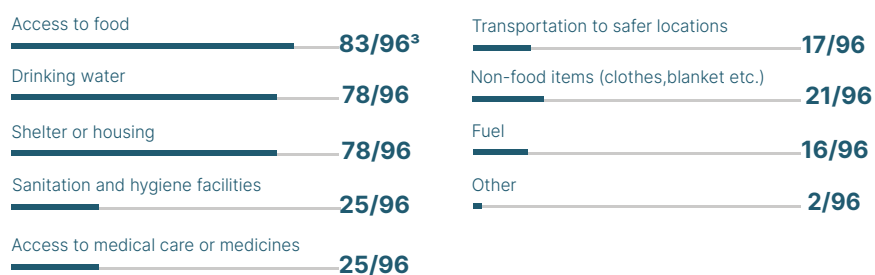 Access to food
83/96³
Drinking water
78/96
Shelter or housing
78/96
Sanitation and hygiene facilities
25/96
Access to medical care or medicines
25/96
Transportation to safer locations
17/96
Non-food items (clothes,blanket etc.)
21/96
Fuel
16/96
Other
2/96